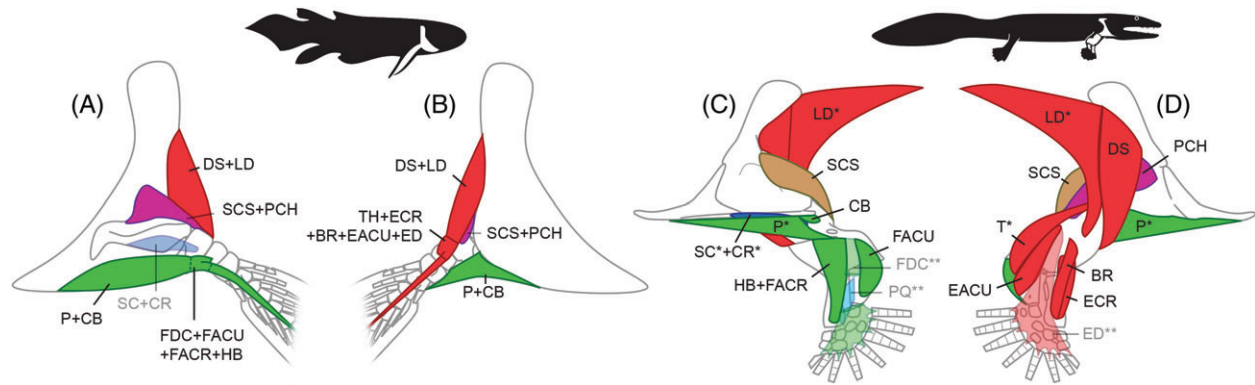 (A)
DS+LD
SCS+PCH
SC+CR
P+CB
FDC+FACU
+FACR+HB
(B)
DS+LD
TH+ECR
+BR+EACU+ED
SCS+PCH
P+CB
(C)
LD*
SCS
CB
P*
SC*+CR*
FACU
FDC**
HB+FACR
PQ**
(D)
LD*
DS
PCH
SCS
P*
T*
BR
EACU
ECR
ED**